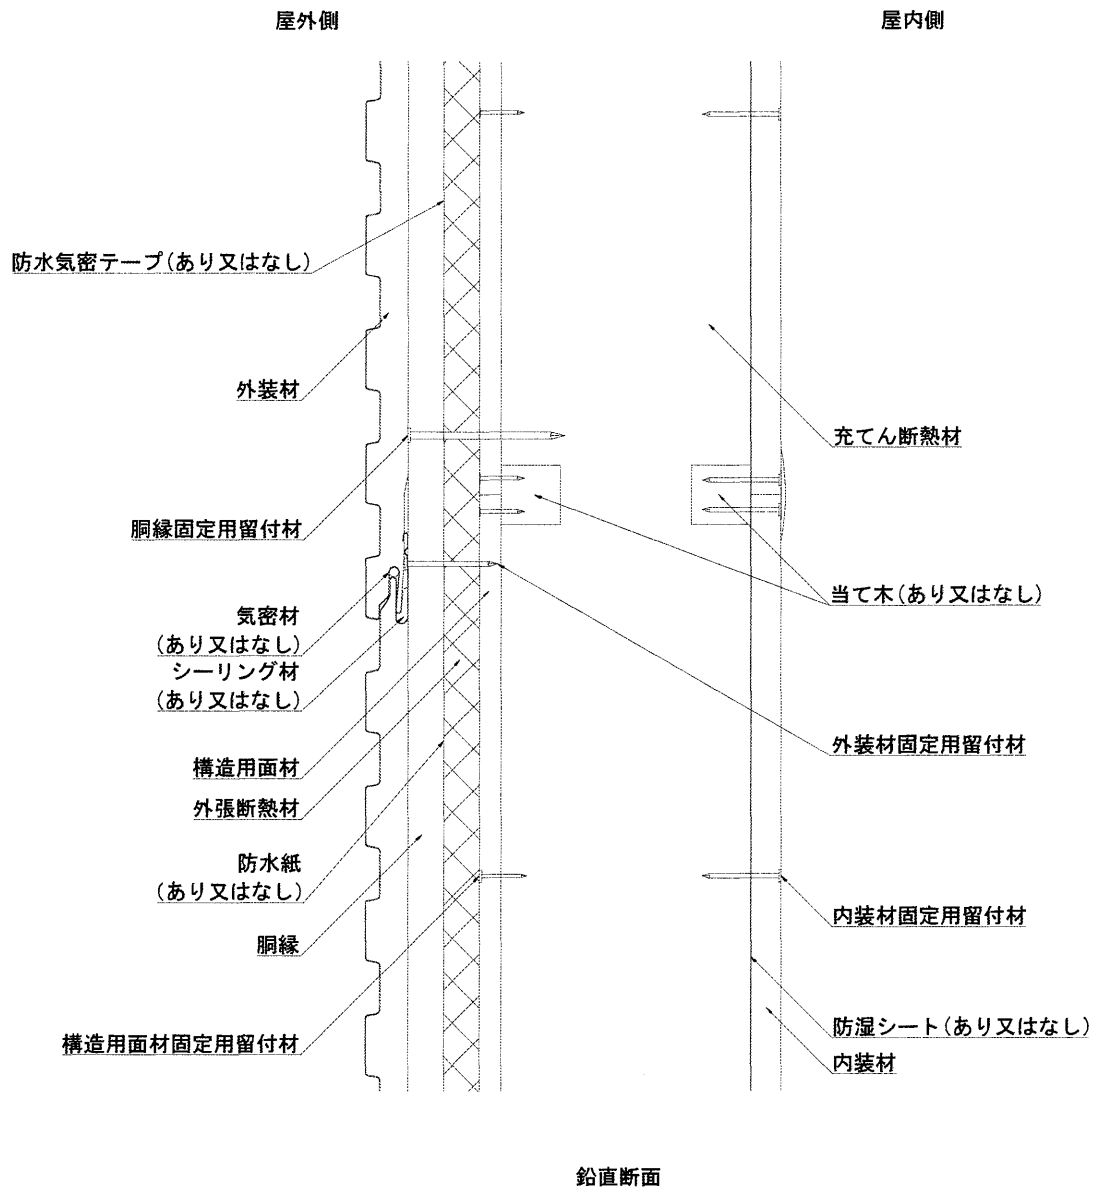 屋外側
屋内側
防水気密テープ(あり又はなし)
外装材
胴縁固定用留付材
気密材
(あり又はなし)
シーリング材
(あり又はなし)
構造用面材
外張断熱材
防水紙
(あり又はなし)
胴縁
構造用面材固定用留付材
充てん断熱材
当て木(あり又はなし)
外装材固定用留付材
内装材固定用留付材
防湿シート(あり又はなし)
内装材
鉛直断面